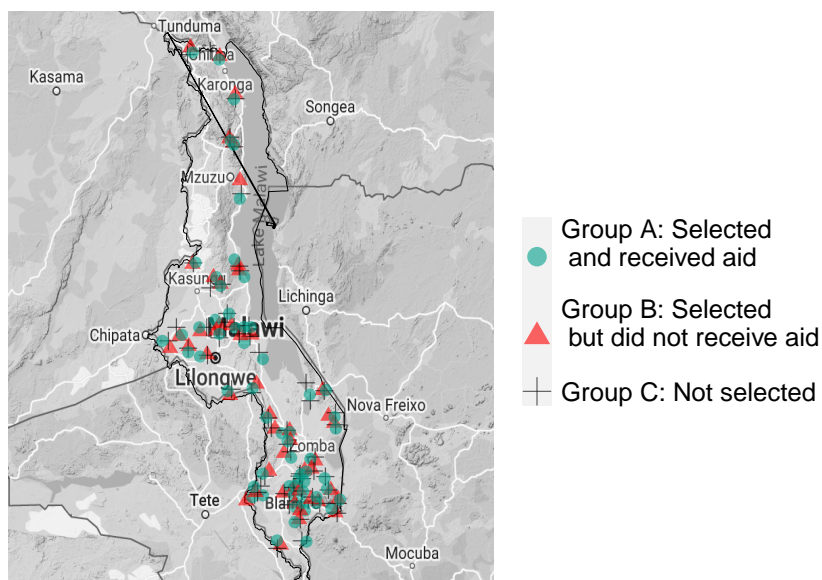 Tunduma
Chitipa
Kasama
Karonga
Songea
Mzuzu
Lake Malawi
Kasungu
Lichinga
Chipata
Malawi
Lilongwe
Nova Freixo
Zomba
Tete
Mocuba
Group A: Selected
and received aid
Group B: Selected
but did not receive aid
Group C: Not selected